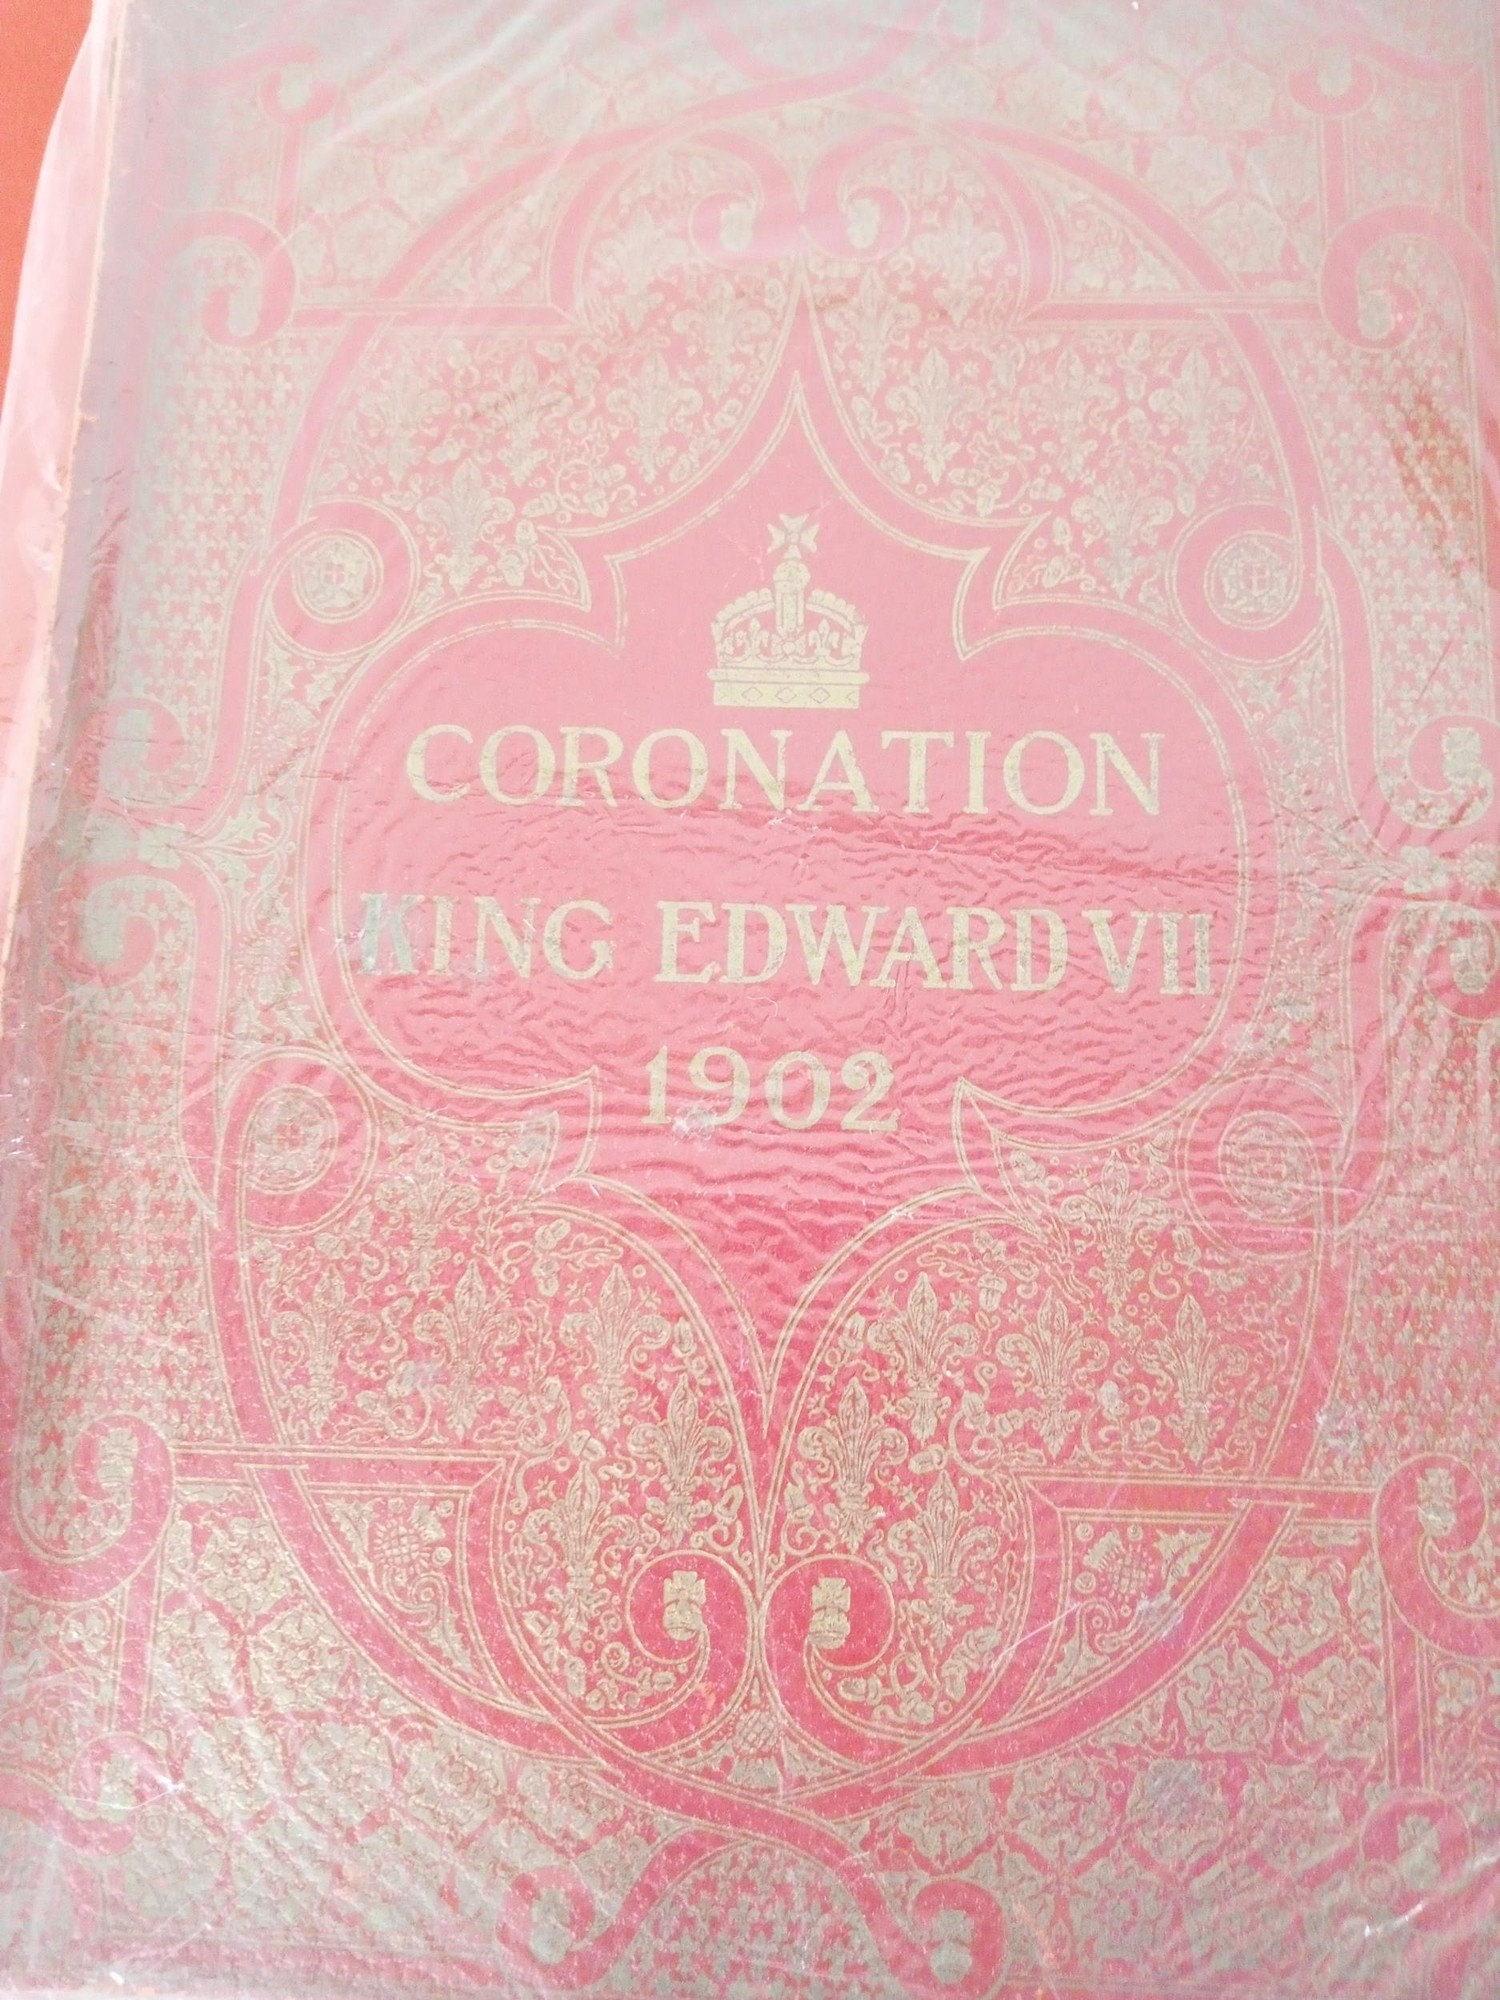 CORONATION
KING EDWARD VII
1902